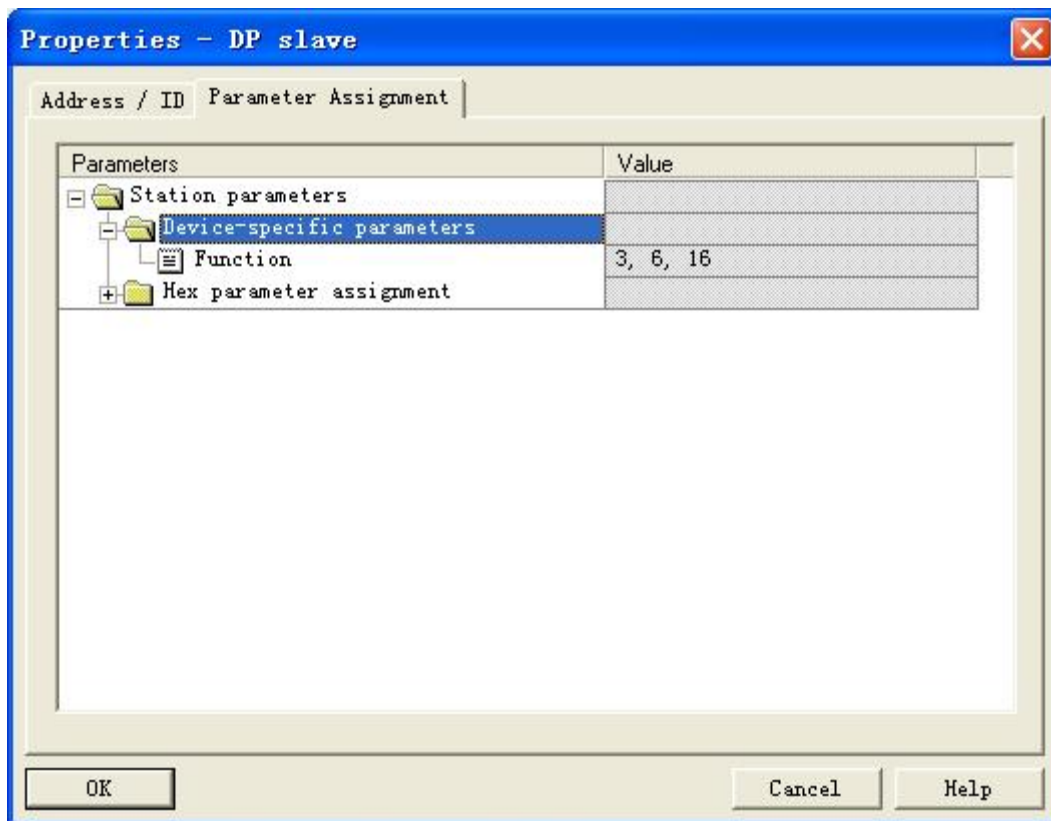 Properties - DP slave
Address / ID Parameter Assignment
Parameters Value
Station parameters
Device-specific parameters
Function 3, 6, 16
Hex parameter assignment
OK Cancel Help